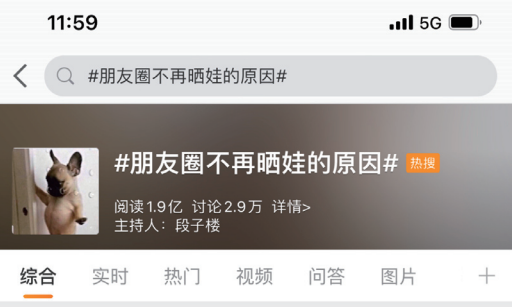 11:59 5G
#朋友圈不再晒娃的原因#
#朋友圈不再晒娃的原因# 热搜
阅读1.9亿 讨论2.9万 详情>
主持人：段子楼
综合 实时 热门 视频 问答 图片